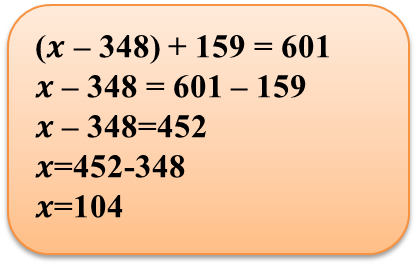 (x – 348) + 159 = 601
x – 348 = 601 – 159
x – 348=452
x=452-348
x=104